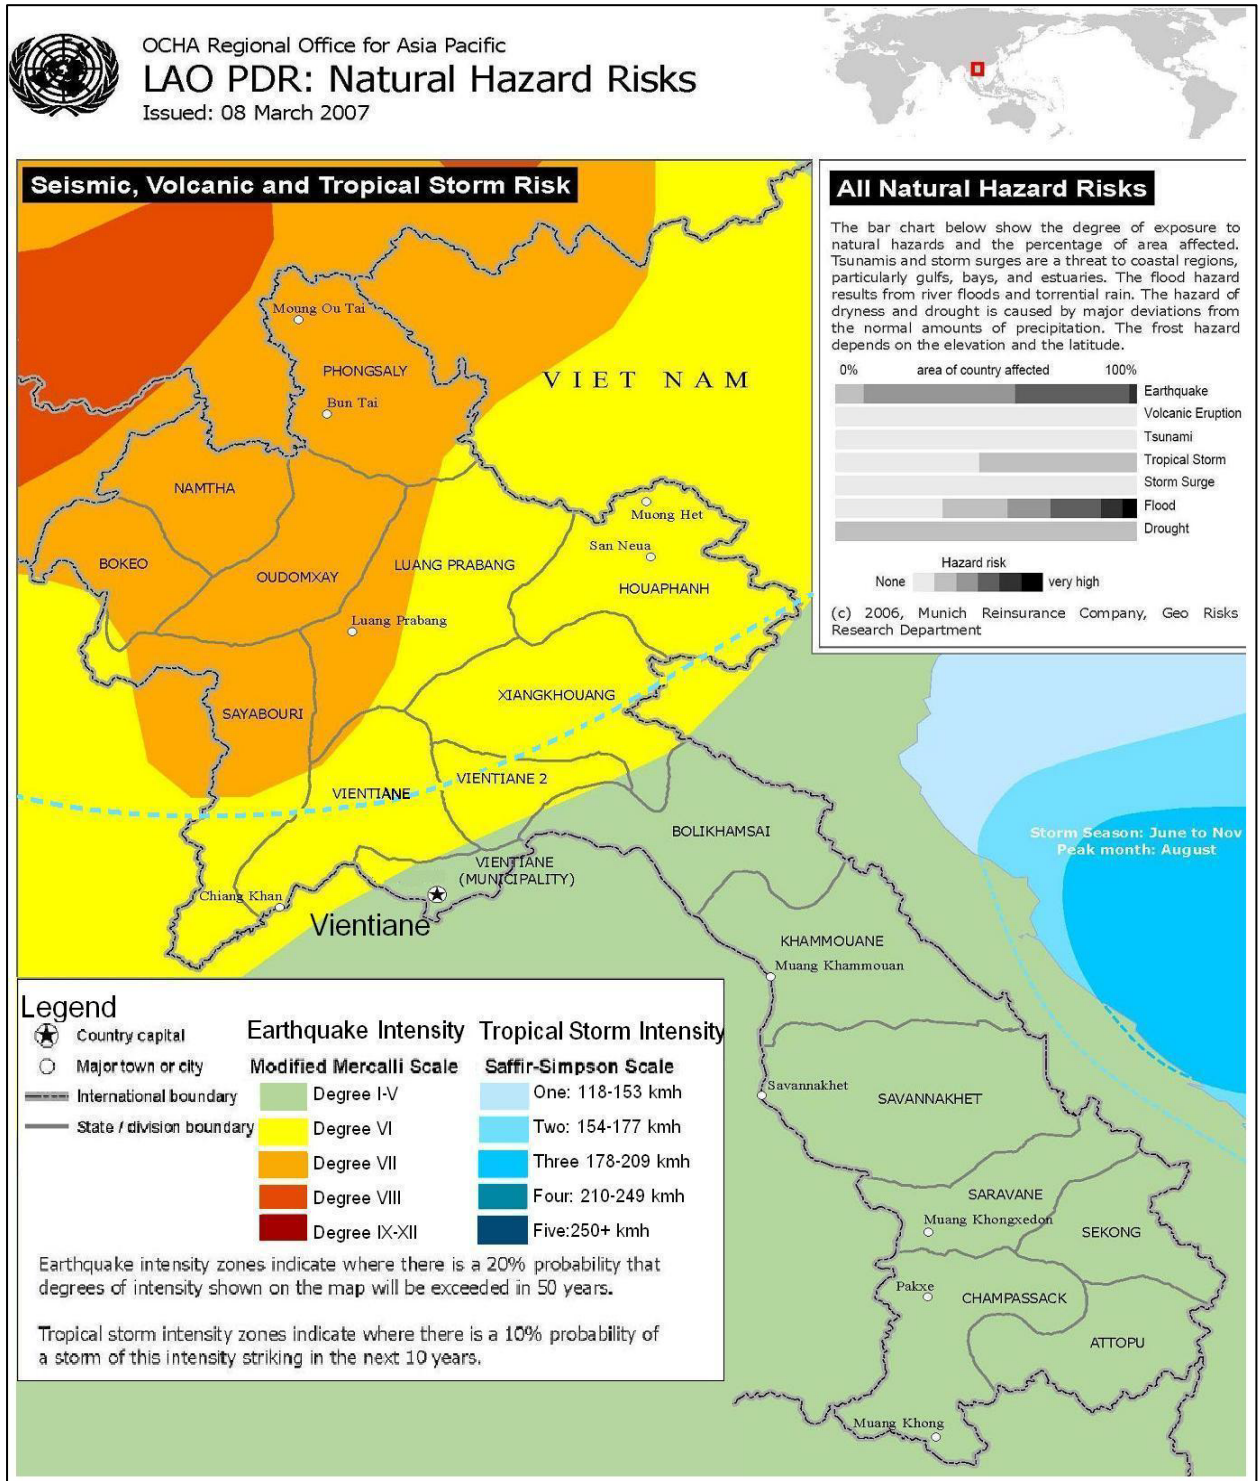 OCHA Regional Office for Asia Pacific
LAO PDR: Natural Hazard Risks
Issued: 08 March 2007
Seismic, Volcanic and Tropical Storm Risk
Moung Ou Tai
PHONGSALY
Bun Tai
VIET NAM
NAMTHA
Muong Het
San Neua
BOKEO
OUDOMXAY
LUANG PRABANG
HOUAPHANH
Luang Prabang
XIANGKHOUANG
SAYABOURI
VIENTIANE
VIENTIANE 2
BOLIKHAMSAI
VIENTIANE
(MUNICIPALITY)
Chiang Khan
Vientiane
KHAMMOUANE
Muang Khammouan
Savannakhet
SAVANNAKHET
SARAVANE
Muang Khongxedon
SEKONG
Pakxe
CHAMPASSACK
ATTOPU
Muang Khong
Storm Season: June to Nov
Peak month: August
All Natural Hazard Risks
The bar chart below show the degree of exposure to
natural hazards and the percentage of area affected.
Tsunamis and storm surges are a threat to coastal regions,
particularly gulfs, bays, and estuaries. The flood hazard
results from river floods and torrential rain. The hazard of
dryness and drought is caused by major deviations from
the normal amounts of precipitation. The frost hazard
depends on the elevation and the latitude.
0% area of country affected 100%
Earthquake
Volcanic Eruption
Tsunami
Tropical Storm
Storm Surge
Flood
Drought
Hazard risk
None very high
(c) 2006, Munich Reinsurance Company, Geo Risks
Research Department
Legend
Country capital
Major town or city
International boundary
State / division boundary
Earthquake Intensity
Modified Mercalli Scale
Degree I-V
Degree VI
Degree VII
Degree VIII
Degree IX-XII
Tropical Storm Intensity
Saffir-Simpson Scale
One: 118-153 kmh
Two: 154-177 kmh
Three 178-209 kmh
Four: 210-249 kmh
Five:250+ kmh
Earthquake intensity zones indicate where there is a 20% probability that
degrees of intensity shown on the map will be exceeded in 50 years.
Tropical storm intensity zones indicate where there is a 10% probability of
a storm of this intensity striking in the next 10 years.